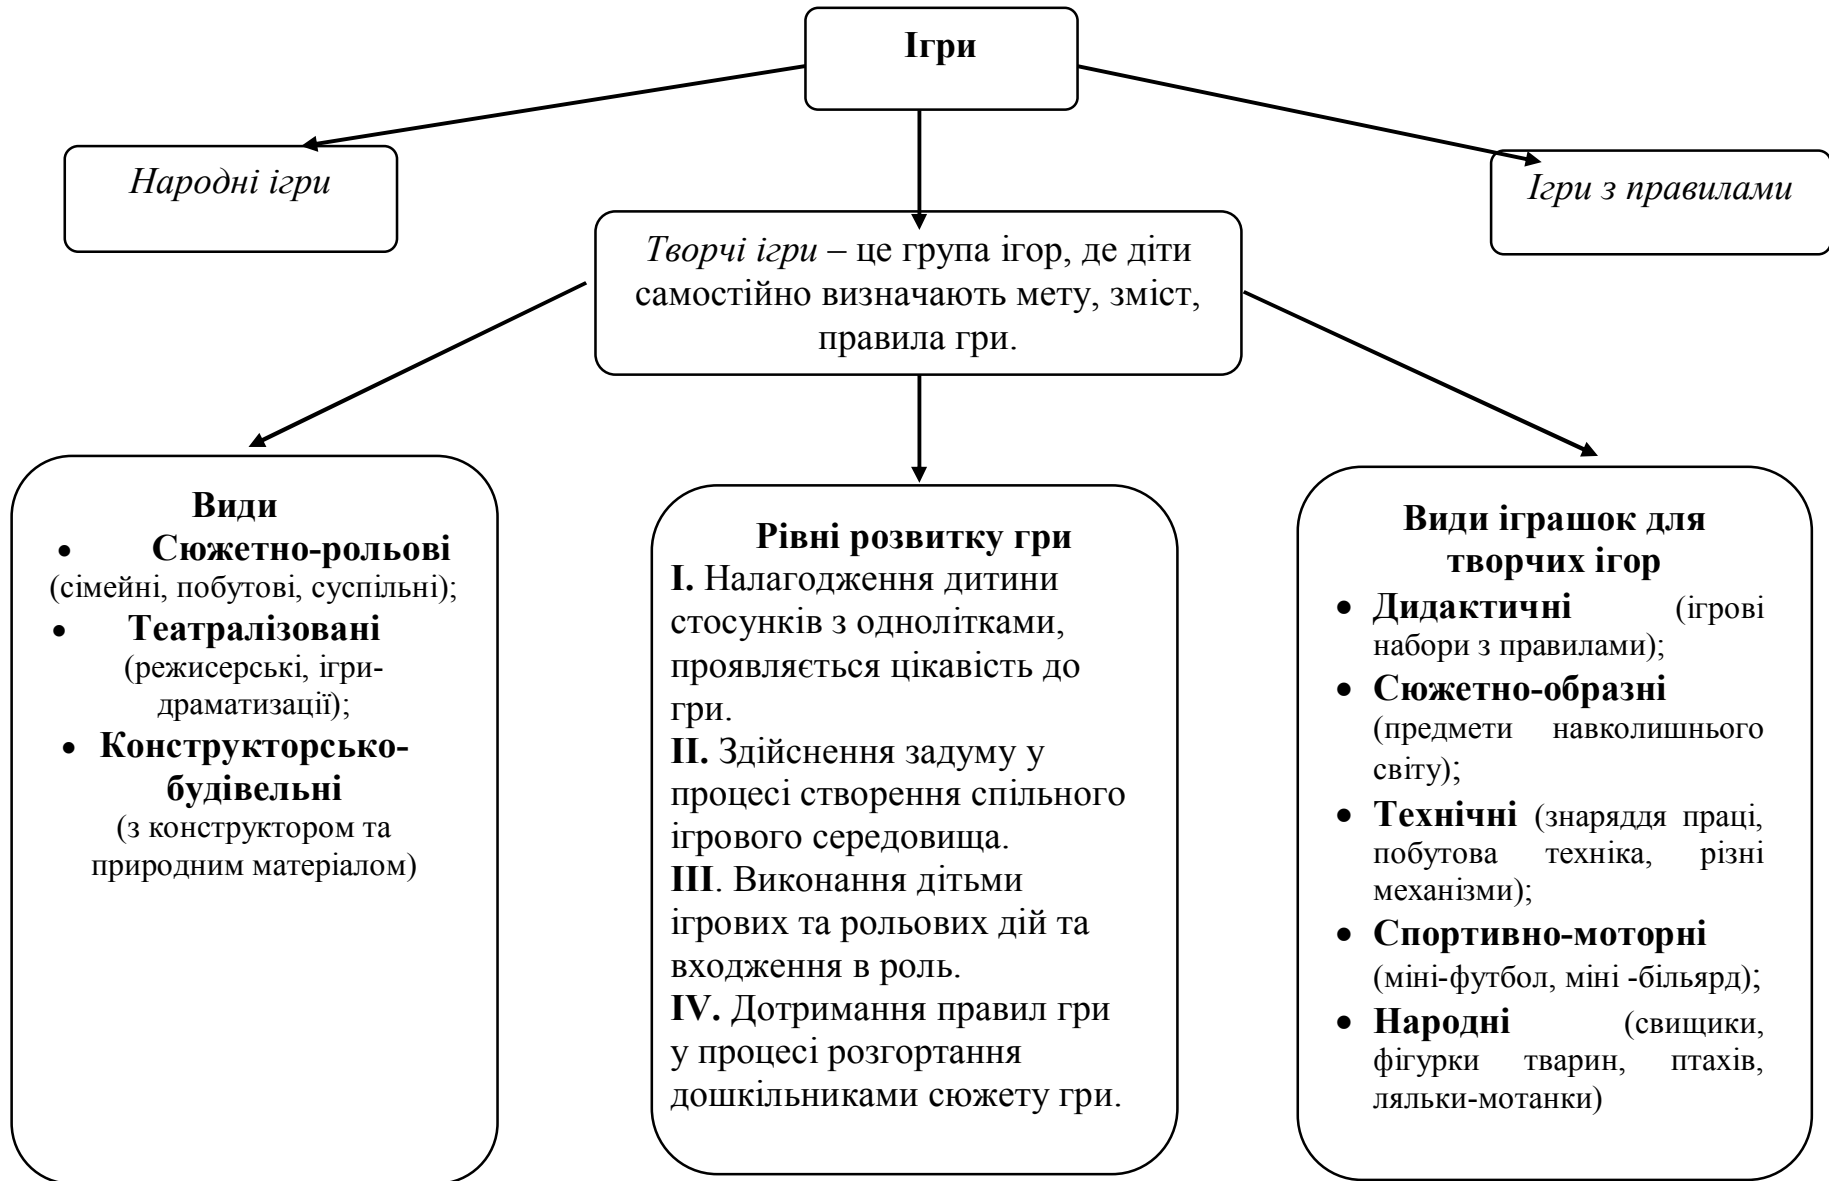 Ігри
Народні ігри
Ігри з правилами
Творчі ігри – це група ігор, де діти
самостійно визначають мету, зміст,
правила гри.
Види
• Сюжетно-рольові
(сімейні, побутові, суспільні);
• Театралізовані
(режисерські, ігри-
драматизації);
• Конструкторсько-
будівельні
(з конструктором та
природним матеріалом)
Рівні розвитку гри
І. Налагодження дитини
стосунків з однолітками,
проявляється цікавість до
гри.
ІІ. Здійснення задуму у
процесі створення спільного
ігрового середовища.
ІІІ. Виконання дітьми
ігрових та рольових дій та
входження в роль.
IV. Дотримання правил гри
у процесі розгортання
дошкільниками сюжету гри.
Види іграшок для
творчих ігор
• Дидактичні (ігрові
набори з правилами);
• Сюжетно-образні
(предмети навколишнього
світу);
• Технічні (знаряддя праці,
побутова техніка, різні
механізми);
• Спортивно-моторні
(міні-футбол, міні -більярд);
• Народні (свищики,
фігурки тварин, птахів,
ляльки-мотанки)